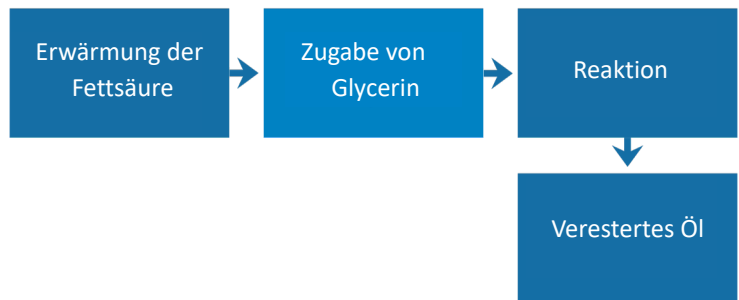 Erwärmung der
Fettsäure
Zugabe von
Glycerin
Reaktion
Verestertes Öl